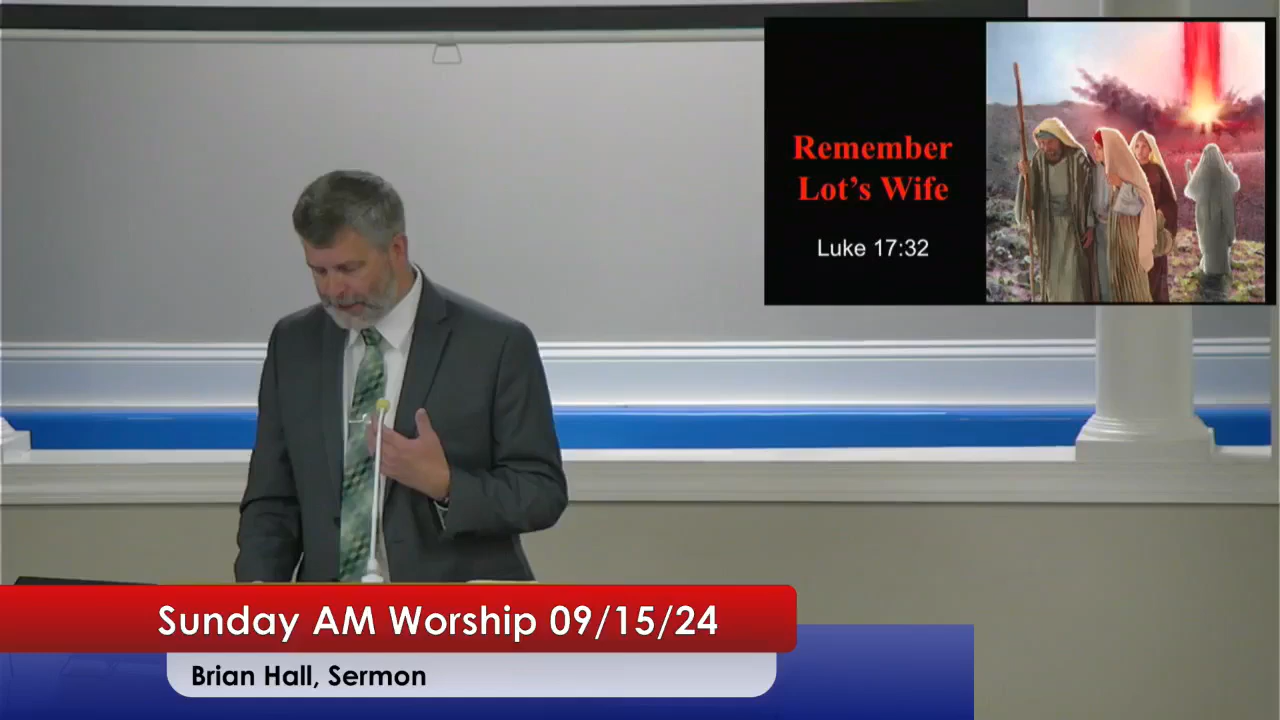 Remember
Lot's Wife
Luke 17:32
Sunday AM Worship 09/15/24
Brian Hall, Sermon